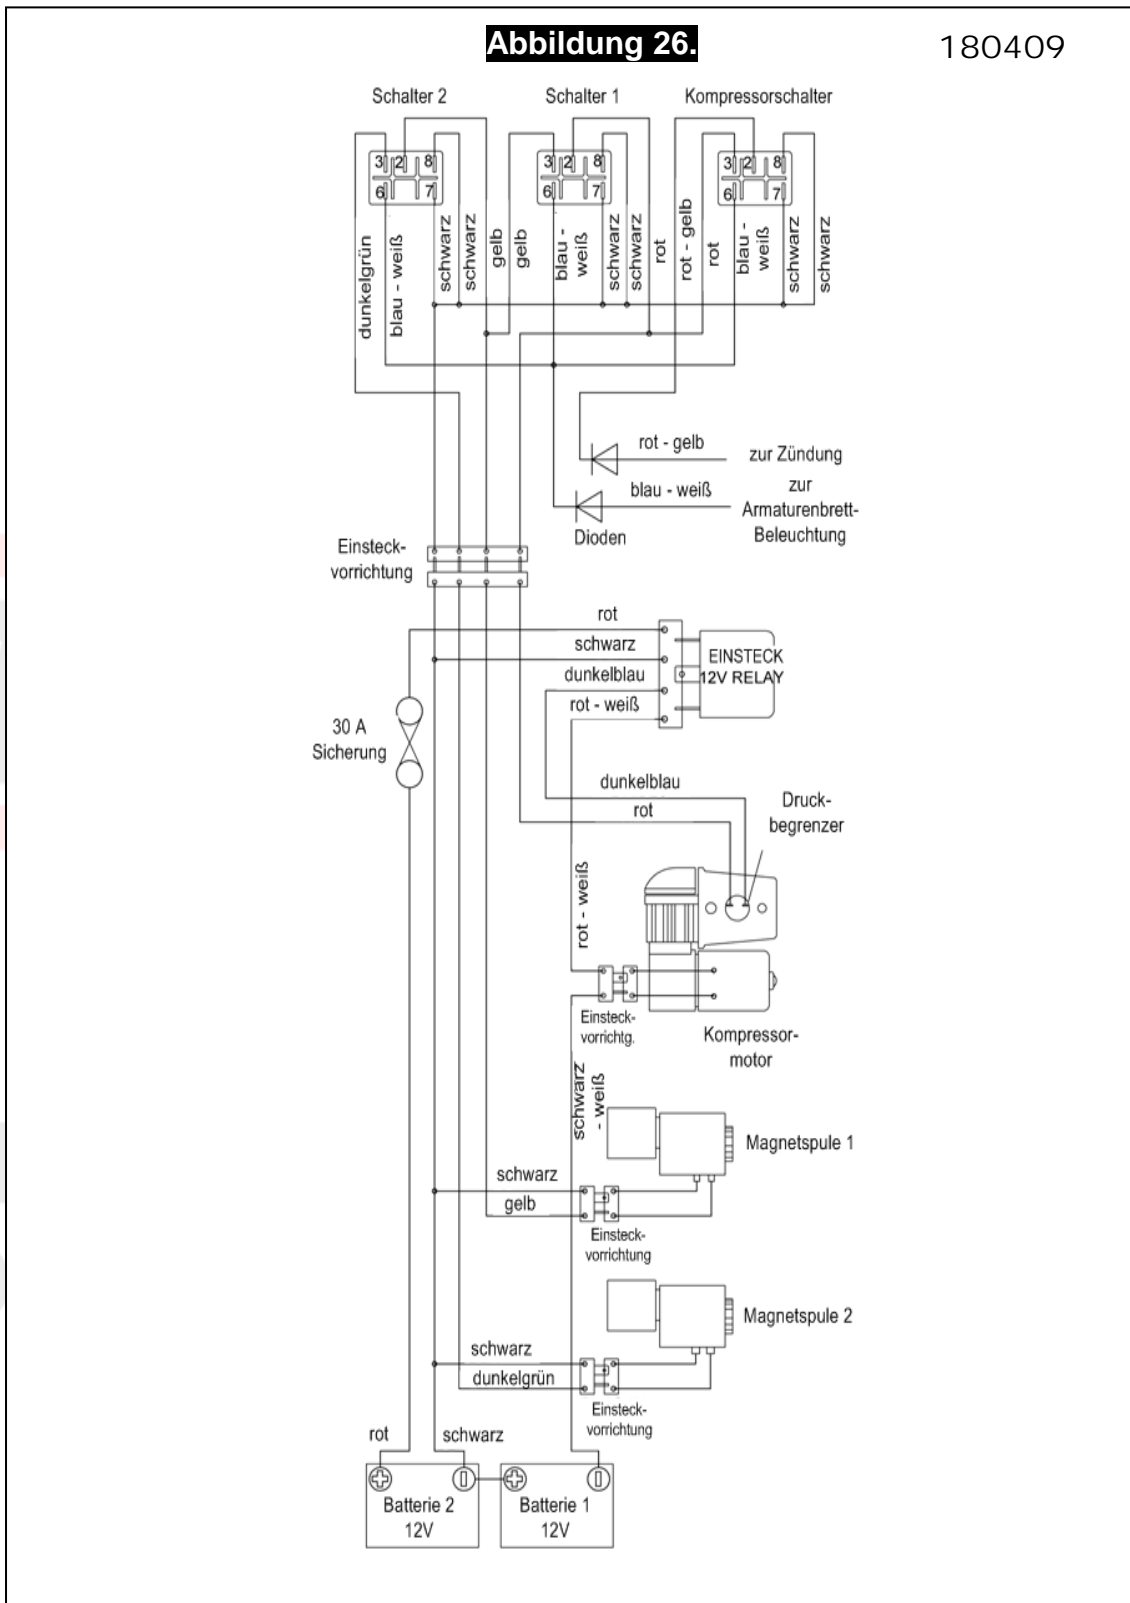 Abbildung 26.
180409
Schalter 2
Schalter 1
Kompressorschalter
3 2 8
6 7
3 2 8
6 7
3 2 8
6 7
dunkelgrün
blau - weiß
schwarz
schwarz
gelb
gelb
blau -
weiß
schwarz
schwarz
rot
rot - gelb
rot
blau -
weiß
schwarz
schwarz
rot - gelb
zur Zündung
blau - weiß
zur
Armaturenbrett-
Beleuchtung
Dioden
Einsteck-
vorrichtung
rot
schwarz
dunkelblau
rot - weiß
EINSTECK
12V RELAY
30 A
Sicherung
dunkelblau
rot
Druck-
begrenzer
rot - weiß
Einsteck-
vorrichtg.
Kompressor-
motor
schwarz
- weiß
Magnetspule 1
schwarz
gelb
Einsteck-
vorrichtung
Magnetspule 2
schwarz
dunkelgrün
Einsteck-
vorrichtung
rot
schwarz
Batterie 2
12V
Batterie 1
12V